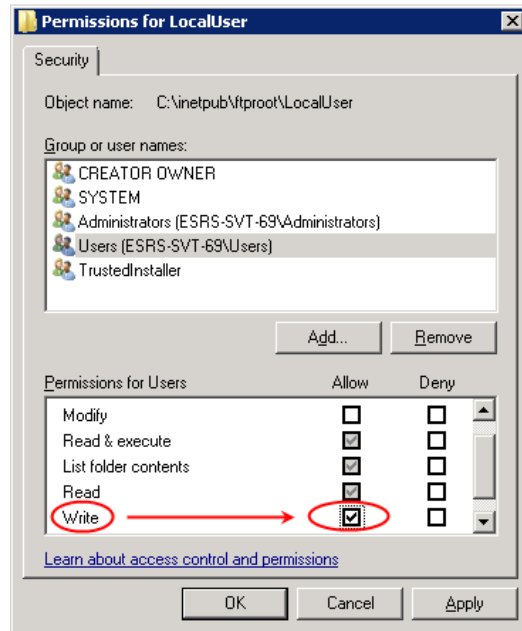 Permissions for LocalUser
Security
Object name: C:\inetpub\ftproot\LocalUser
Group or user names:
CREATOR OWNER
SYSTEM
Administrators (ESRS-SVT-69\Administrators)
Users (ESRS-SVT-69\Users)
TrustedInstaller
Add... Remove
Permissions for Users Allow Deny
Modify
Read & execute
List folder contents
Read
Write
Learn about access control and permissions
OK Cancel Apply